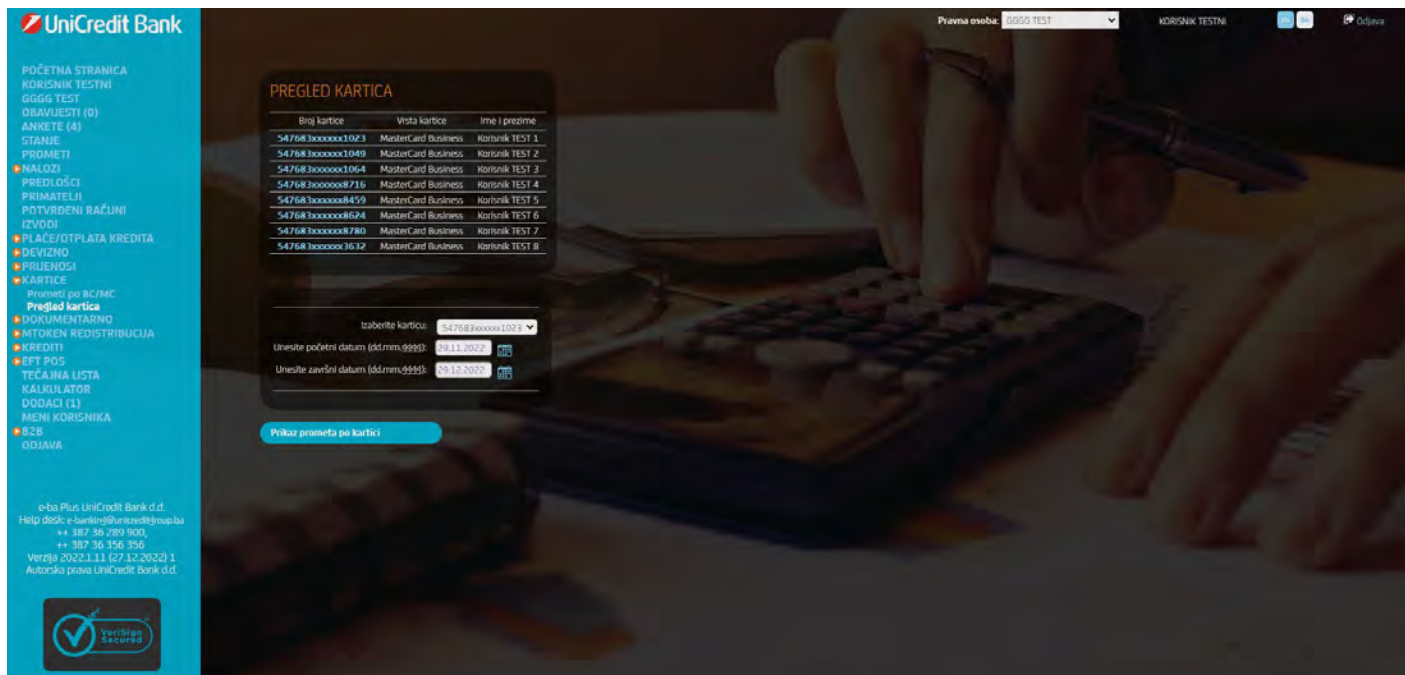 UniCredit Bank
Pravna osoba: GGGG TEST
KORISNIK TESTNI
Odjava
POČETNA STRANICA
KORISNIK TESTNI
GGGG TEST
OBAVIJESTI (0)
ANKETE (4)
STANJE
PROMETI
NALOZI
PREDLOŠCI
PRIMATELJI
POTVRĐENI RAČUNI
IZVODI
PLAĆE/OTPLATA KREDITA
DEVIZNO
PRIJENOSI
KARTICE
Prometi po BC/MC
Pregled kartica
DOKUMENTARNO
MTOKEN REDISTRIBUCIJA
KREDITI
EFT POS
TEČAJNA LISTA
KALKULATOR
DODACI (1)
MENI KORISNIKA
B2B
ODJAVA
e-ba Plus UniCredit Bank d.d.
Help desk: e-banking@unicreditgroup.ba
++ 387 36 289 900,
++ 387 36 356 356
Verzija 2022.1.11 (27.12.2022) 1
Autorska prava UniCredit Bank d.d.
VeriSign
Secured
PREGLED KARTICA
Broj kartice Vrsta kartice Ime i prezime
547683xxxxxx1023 MasterCard Business Korisnik TEST 1
547683xxxxxx1049 MasterCard Business Korisnik TEST 2
547683xxxxxx1064 MasterCard Business Korisnik TEST 3
547683xxxxxx8716 MasterCard Business Korisnik TEST 4
547683xxxxxx8459 MasterCard Business Korisnik TEST 5
547683xxxxxx8624 MasterCard Business Korisnik TEST 6
547683xxxxxx8780 MasterCard Business Korisnik TEST 7
547683xxxxxx3632 MasterCard Business Korisnik TEST 8
Izaberite karticu: 547683xxxxxx1023
Unesite početni datum (dd.mm.gggg): 29.11.2022
Unesite završni datum (dd.mm.gggg): 29.12.2022
Prikaz prometa po kartici